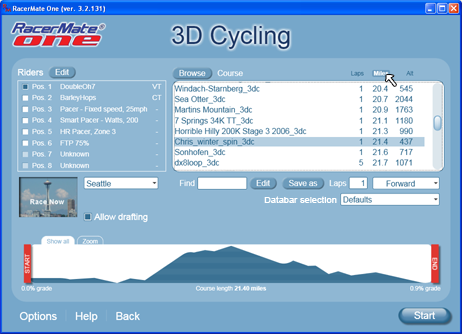 RacerMate One (ver. 3.2.131)
RacerMate
one
3D Cycling
Riders Edit
Pos. 1 DoubleOh7 VT
Pos. 2 BarleyHops CT
Pos. 3 Pacer - Fixed speed, 25mph -
Pos. 4 Smart Pacer - Watts, 200 -
Pos. 5 HR Pacer, Zone 3 -
Pos. 6 FTP 75% -
Pos. 7 Unknown -
Pos. 8 Unknown -
Browse Course Laps Miles Alt
Windach-Starnberg_3dc 1 20.4 545
Sea Otter_3dc 1 20.7 2044
Martins Mountain_3dc 1 20.9 1763
7 Springs 34K TT_3dc 1 21.1 1180
Horrible Hilly 200K Stage 3 2006_3dc 1 21.3 990
Chris_winter_spin_3dc 1 21.4 437
Sonhofen_3dc 1 21.6 717
dx8loop_3dc 5 21.7 1071
Race Now
Seattle
Find Edit Save as Laps 1 Forward
Allow drafting
Databar selection Defaults
Show all Zoom
START
END
0.0% grade Course length 21.40 miles 0.9% grade
Options Help Back Start